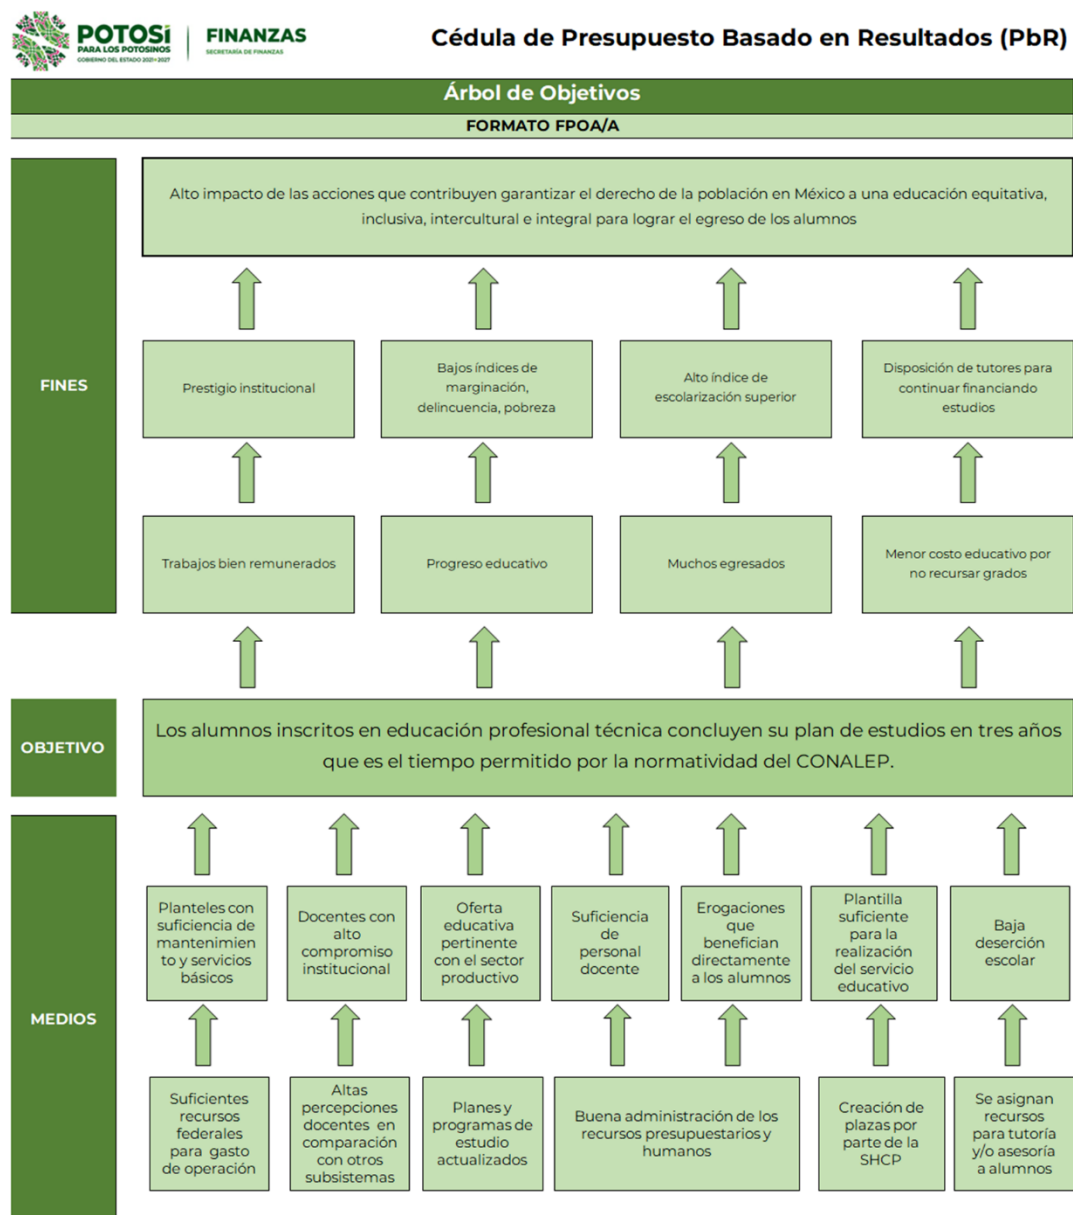 POTOSÍ
PARA LOS POTOSINOS
GOBIERNO DEL ESTADO 2021-2027
FINANZAS
SECRETARÍA DE FINANZAS
Cédula de Presupuesto Basado en Resultados (PbR)
Árbol de Objetivos
FORMATO FPOA/A
FINES
Alto impacto de las acciones que contribuyen garantizar el derecho de la población en México a una educación equitativa,
inclusiva, intercultural e integral para lograr el egreso de los alumnos
Prestigio institucional
Bajos índices de
marginación,
delincuencia, pobreza
Alto índice de
escolarización superior
Disposición de tutores para
continuar financiando
estudios
Trabajos bien remunerados
Progreso educativo
Muchos egresados
Menor costo educativo por
no recursar grados
OBJETIVO
Los alumnos inscritos en educación profesional técnica concluyen su plan de estudios en tres años
que es el tiempo permitido por la normatividad del CONALEP.
MEDIOS
Planteles con
suficiencia de
mantenimien
to y servicios
básicos
Docentes con
alto
compromiso
institucional
Oferta
educativa
pertinente
con el sector
productivo
Suficiencia
de
personal
docente
Erogaciones
que
benefician
directamente
a los alumnos
Plantilla
suficiente
para la
realización
del servicio
educativo
Baja
deserción
escolar
Suficientes
recursos
federales
para gasto
de operación
Altas
percepciones
docentes en
comparación
con otros
subsistemas
Planes y
programas de
estudio
actualizados
Buena administración de los
recursos presupuestarios y
humanos
Creación de
plazas por
parte de la
SHCP
Se asignan
recursos
para tutoría
y/o asesoría
a alumnos